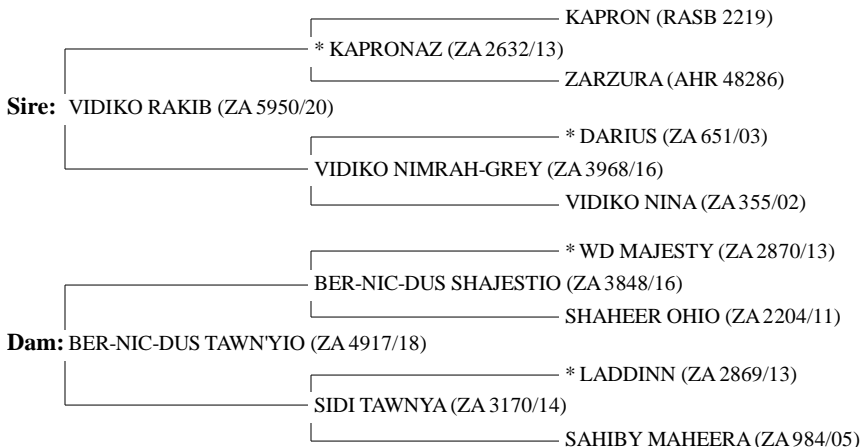 KAPRON (RASB 2219)
* KAPRONAZ (ZA 2632/13)
ZARZURA (AHR 48286)
Sire: VIDIKO RAKIB (ZA 5950/20)
* DARIUS (ZA 651/03)
VIDIKO NIMRAH-GREY (ZA 3968/16)
VIDIKO NINA (ZA 355/02)
* WD MAJESTY (ZA 2870/13)
BER-NIC-DUS SHAJESTIO (ZA 3848/16)
SHAHEER OHIO (ZA 2204/11)
Dam: BER-NIC-DUS TAWN'YIO (ZA 4917/18)
* LADDINN (ZA 2869/13)
SIDI TAWNYA (ZA 3170/14)
SAHIBY MAHEERA (ZA 984/05)